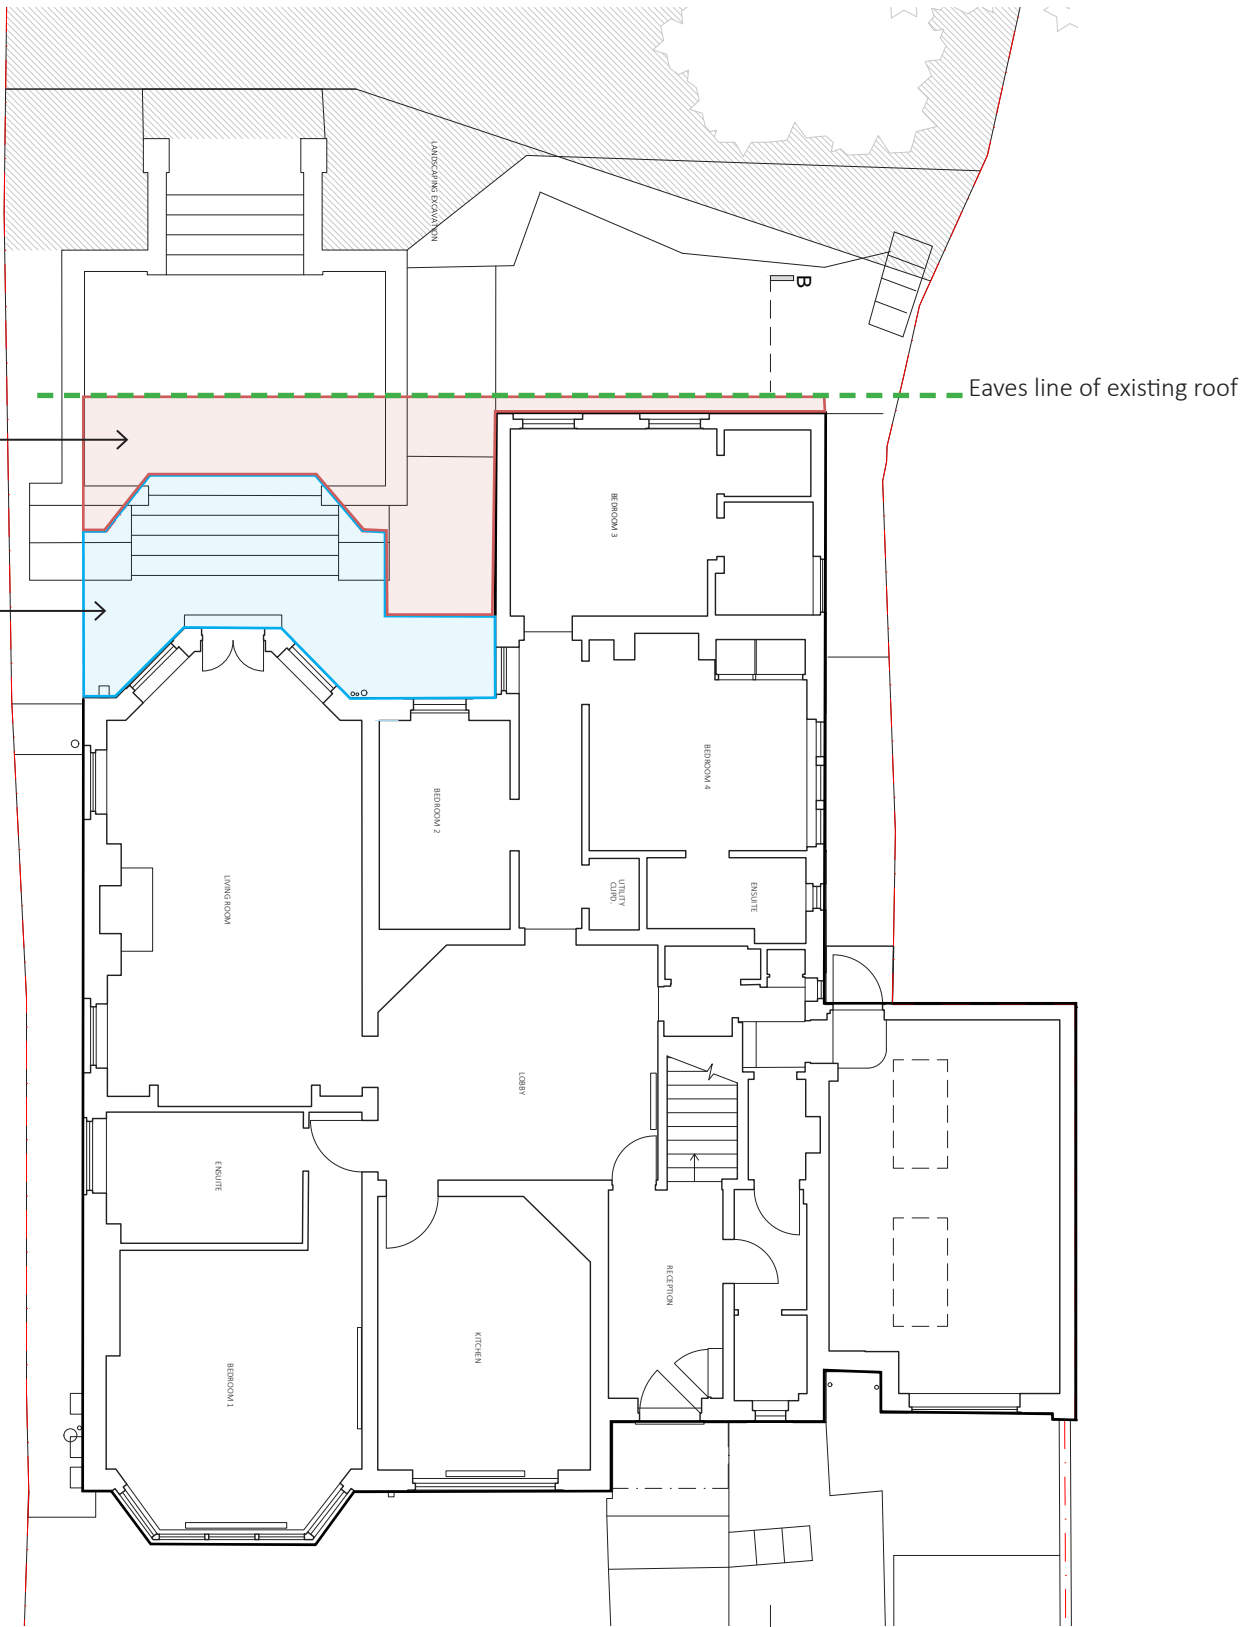 LANDSCAPING EXCAVATION
B
Eaves line of existing roof
BEDROOM 3
BEDROOM 4
BEDROOM 2
UTILITY
CUPD.
ENSUITE
LIVING ROOM
LOBBY
ENSUITE
RECEPTION
KITCHEN
BEDROOM 1